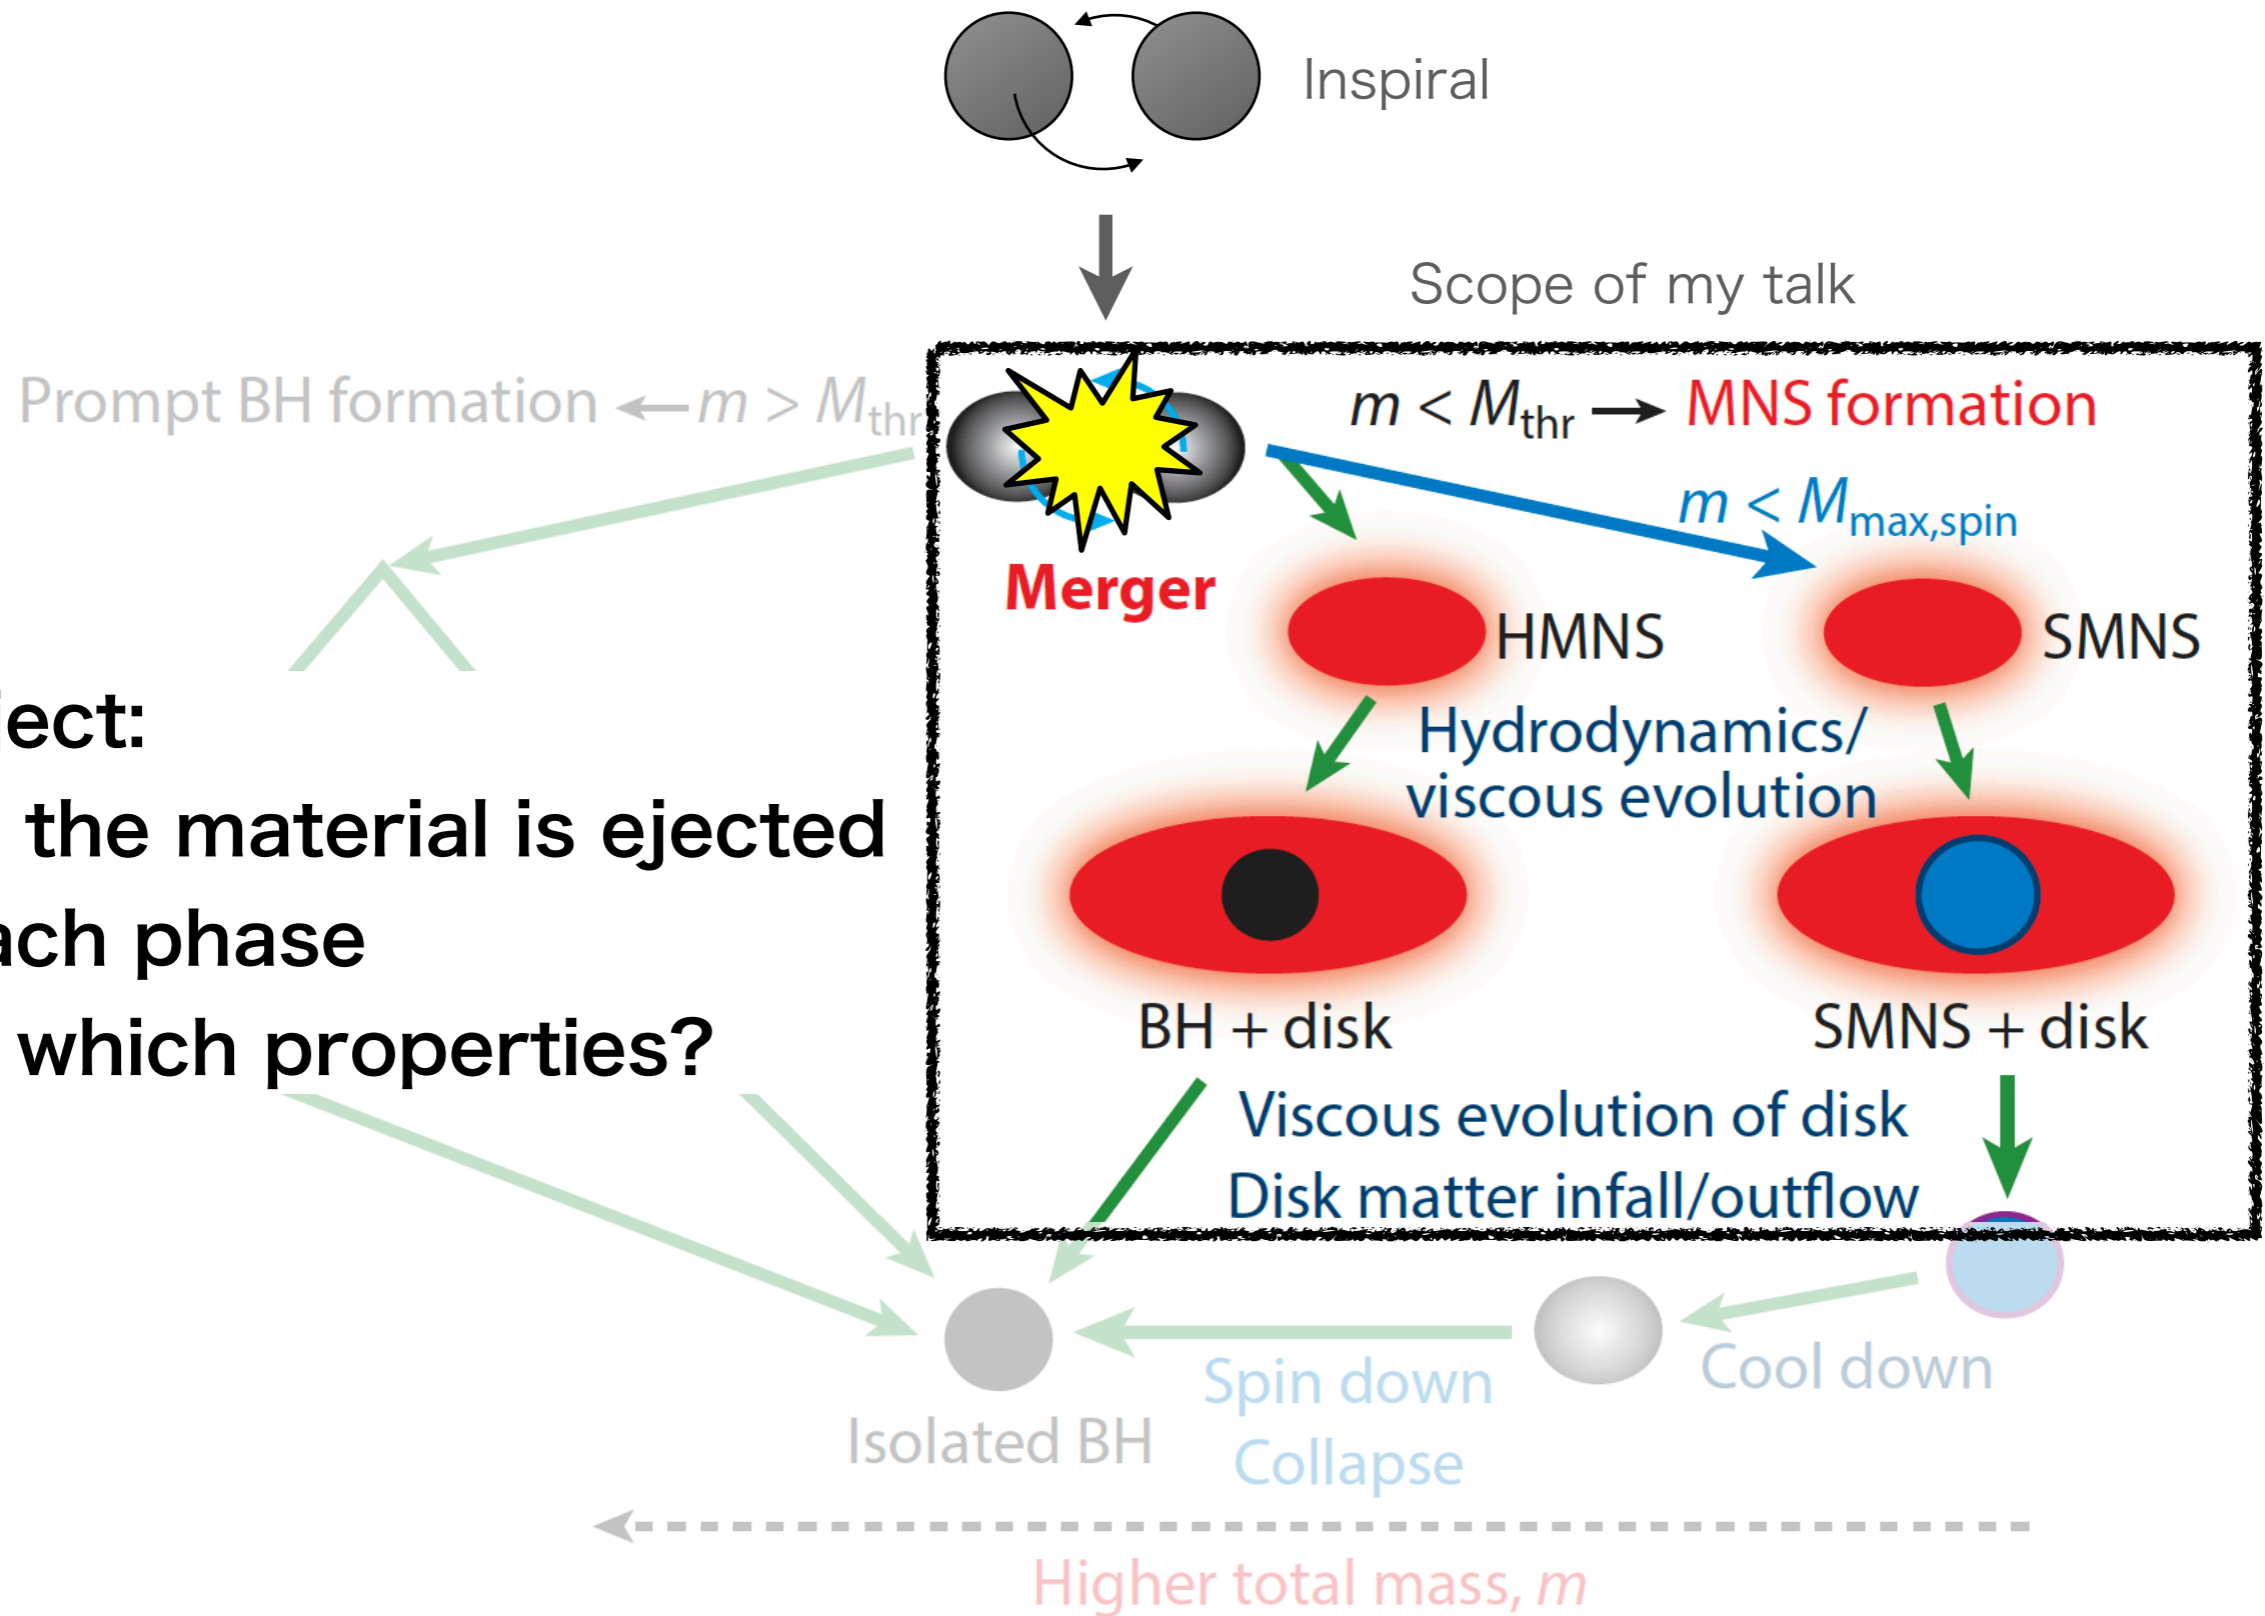 Inspiral
Scope of my talk
Prompt BH formation ← m > Mthr
m < Mthr → MNS formation
m < Mmax,spin
Merger
HMNS
SMNS
ject:
the material is ejected
ach phase
which properties?
Hydrodynamics/
viscous evolution
BH + disk
SMNS + disk
Viscous evolution of disk
Disk matter infall/outflow
Isolated BH
Spin down
Collapse
Cool down
Higher total mass, m